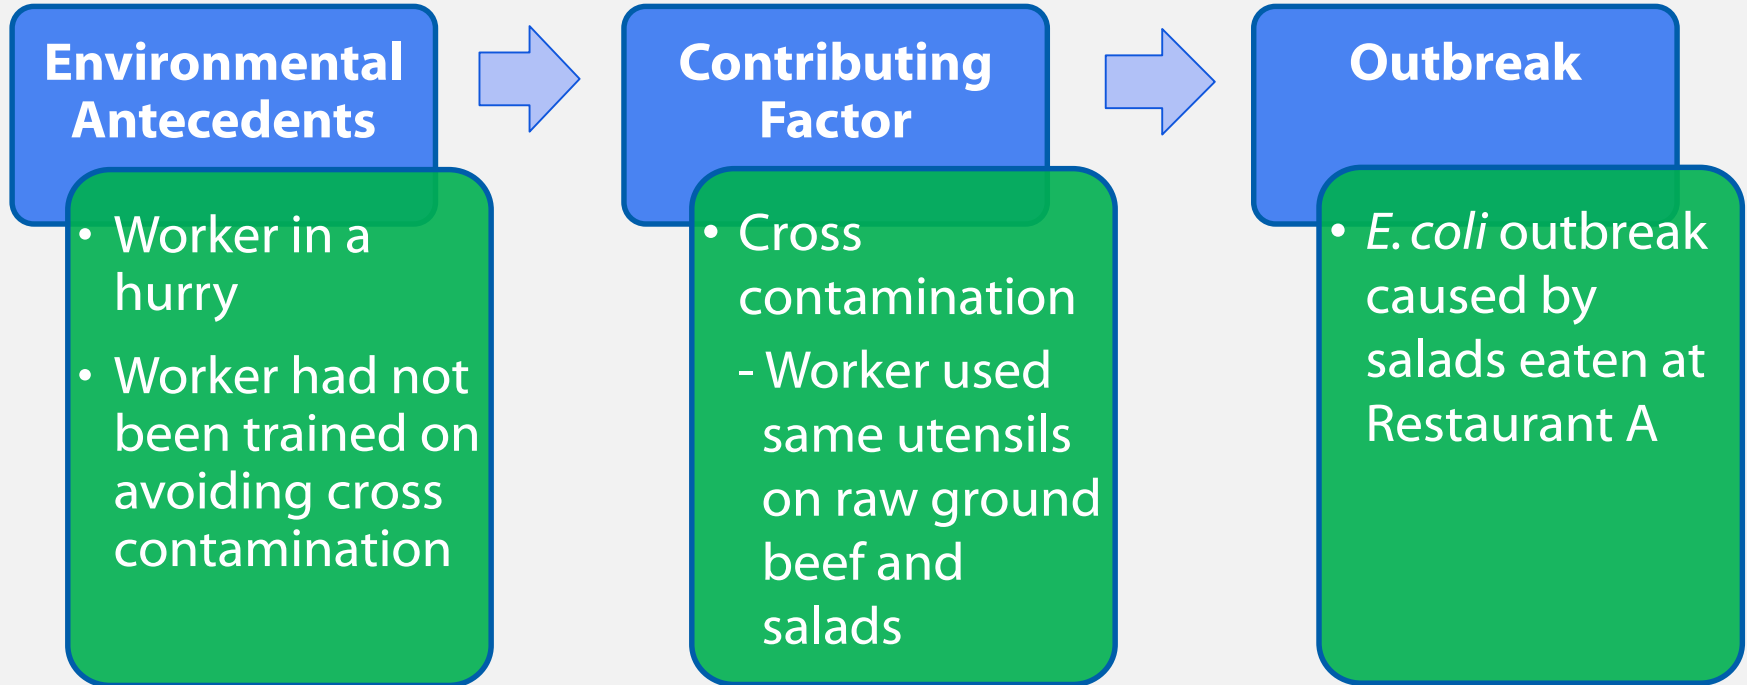 Environmental
Antecedents
• Worker in a
hurry
• Worker had not
been trained on
avoiding cross
contamination
Contributing
Factor
• Cross
contamination
- Worker used
same utensils
on raw ground
beef and
salads
Outbreak
• E. coli outbreak
caused by
salads eaten at
Restaurant A